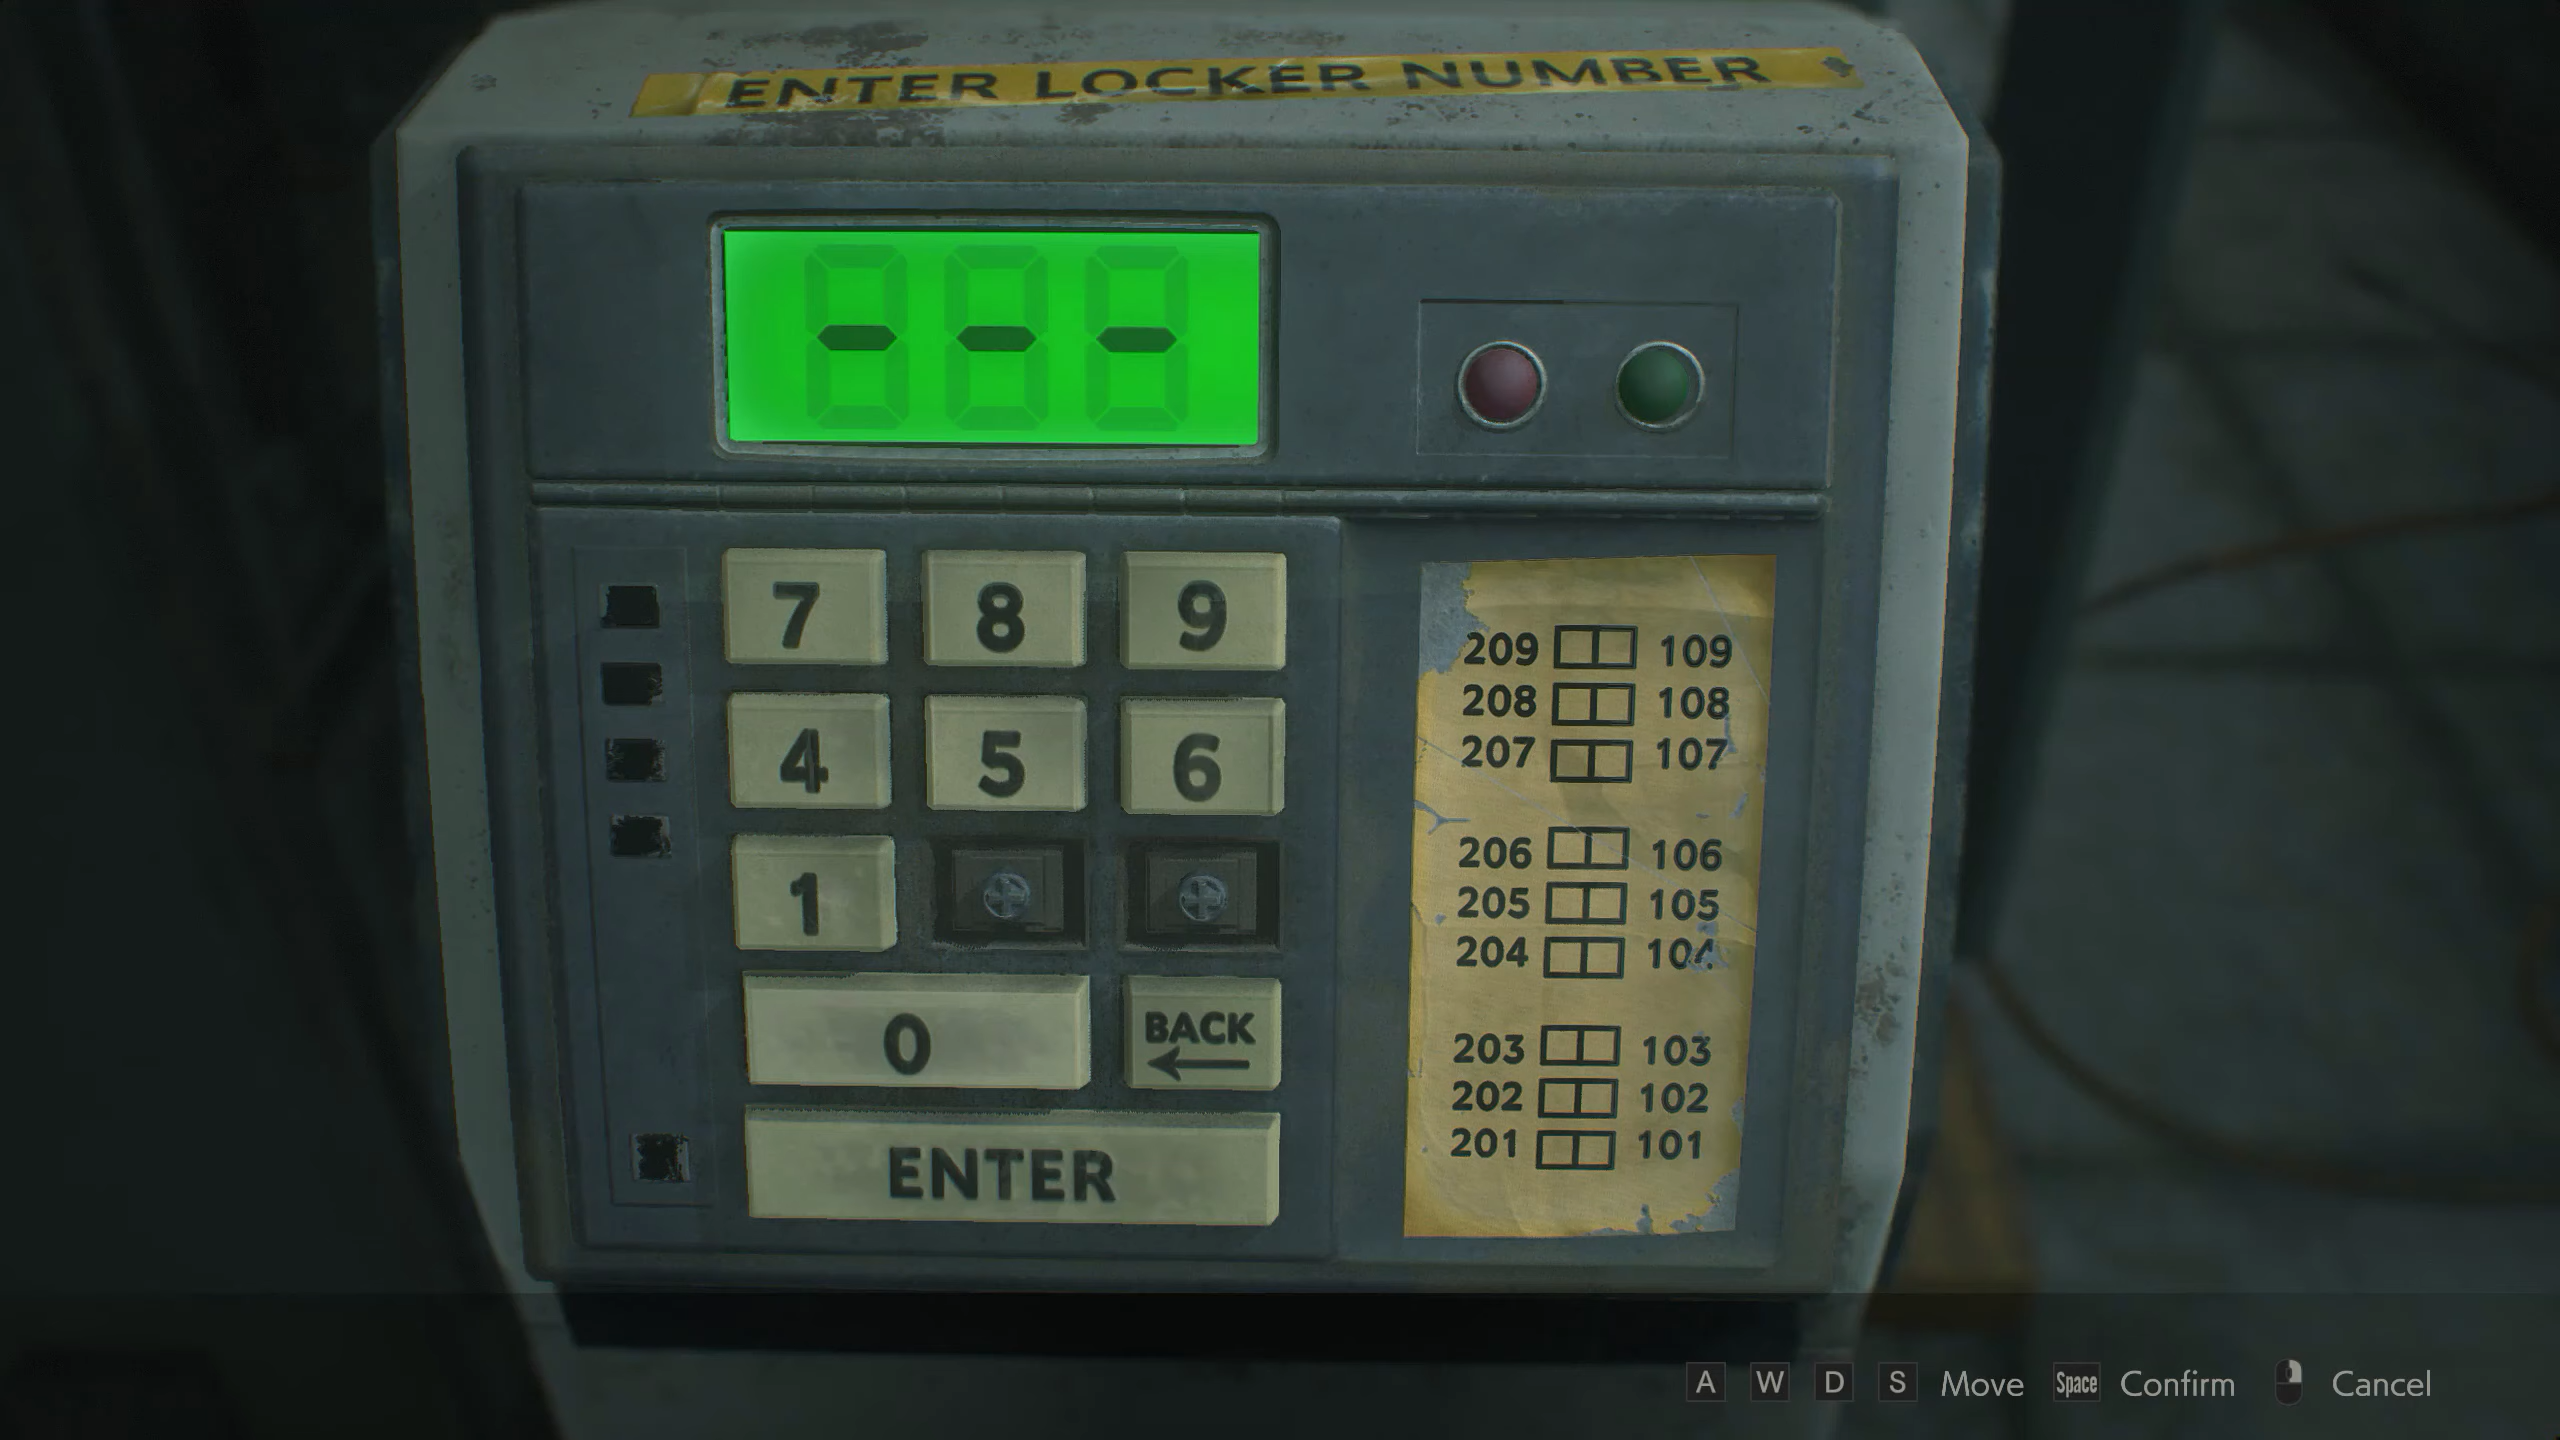 ENTER LOCKER NUMBER
7 8 9
4 5 6
1
0 BACK
ENTER
209 109
208 108
207 107
206 106
205 105
204 104
203 103
202 102
201 101
A W D S Move Space Confirm Cancel